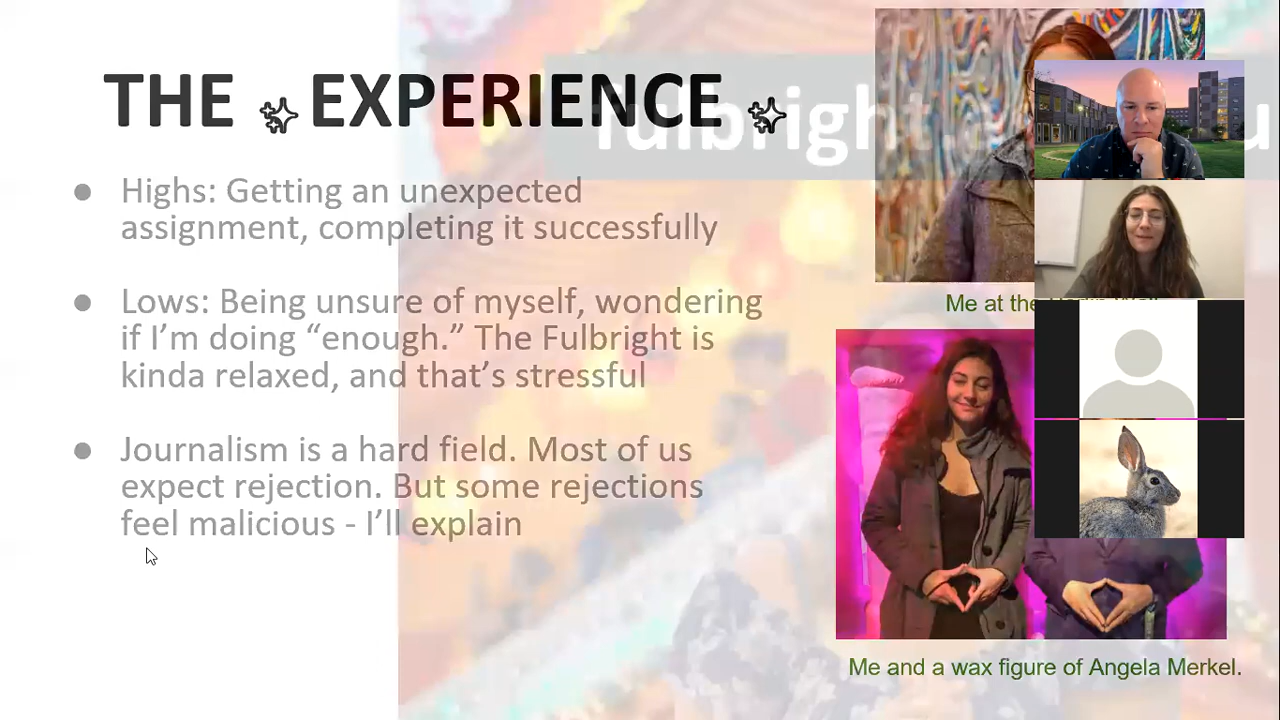 THE EXPERIENCE
fulbright.
● Highs: Getting an unexpected
assignment, completing it successfully
● Lows: Being unsure of myself, wondering
if I’m doing “enough.” The Fulbright is
kinda relaxed, and that’s stressful
● Journalism is a hard field. Most of us
expect rejection. But some rejections
feel malicious - I’ll explain
Me at the
Me and a wax figure of Angela Merkel.